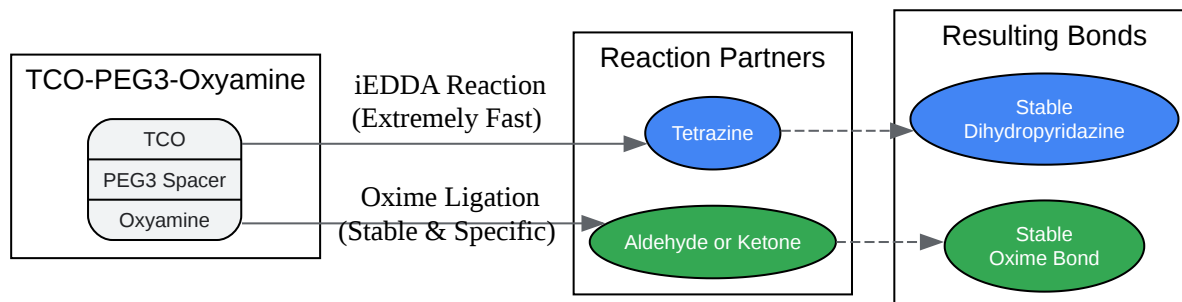 TCO-PEG3-Oxyamine
TCO
PEG3 Spacer
Oxyamine
iEDDA Reaction
(Extremely Fast)
Oxime Ligation
(Stable & Specific)
Reaction Partners
Tetrazine
Aldehyde or Ketone
Resulting Bonds
Stable
Dihydropyridazine
Stable
Oxime Bond